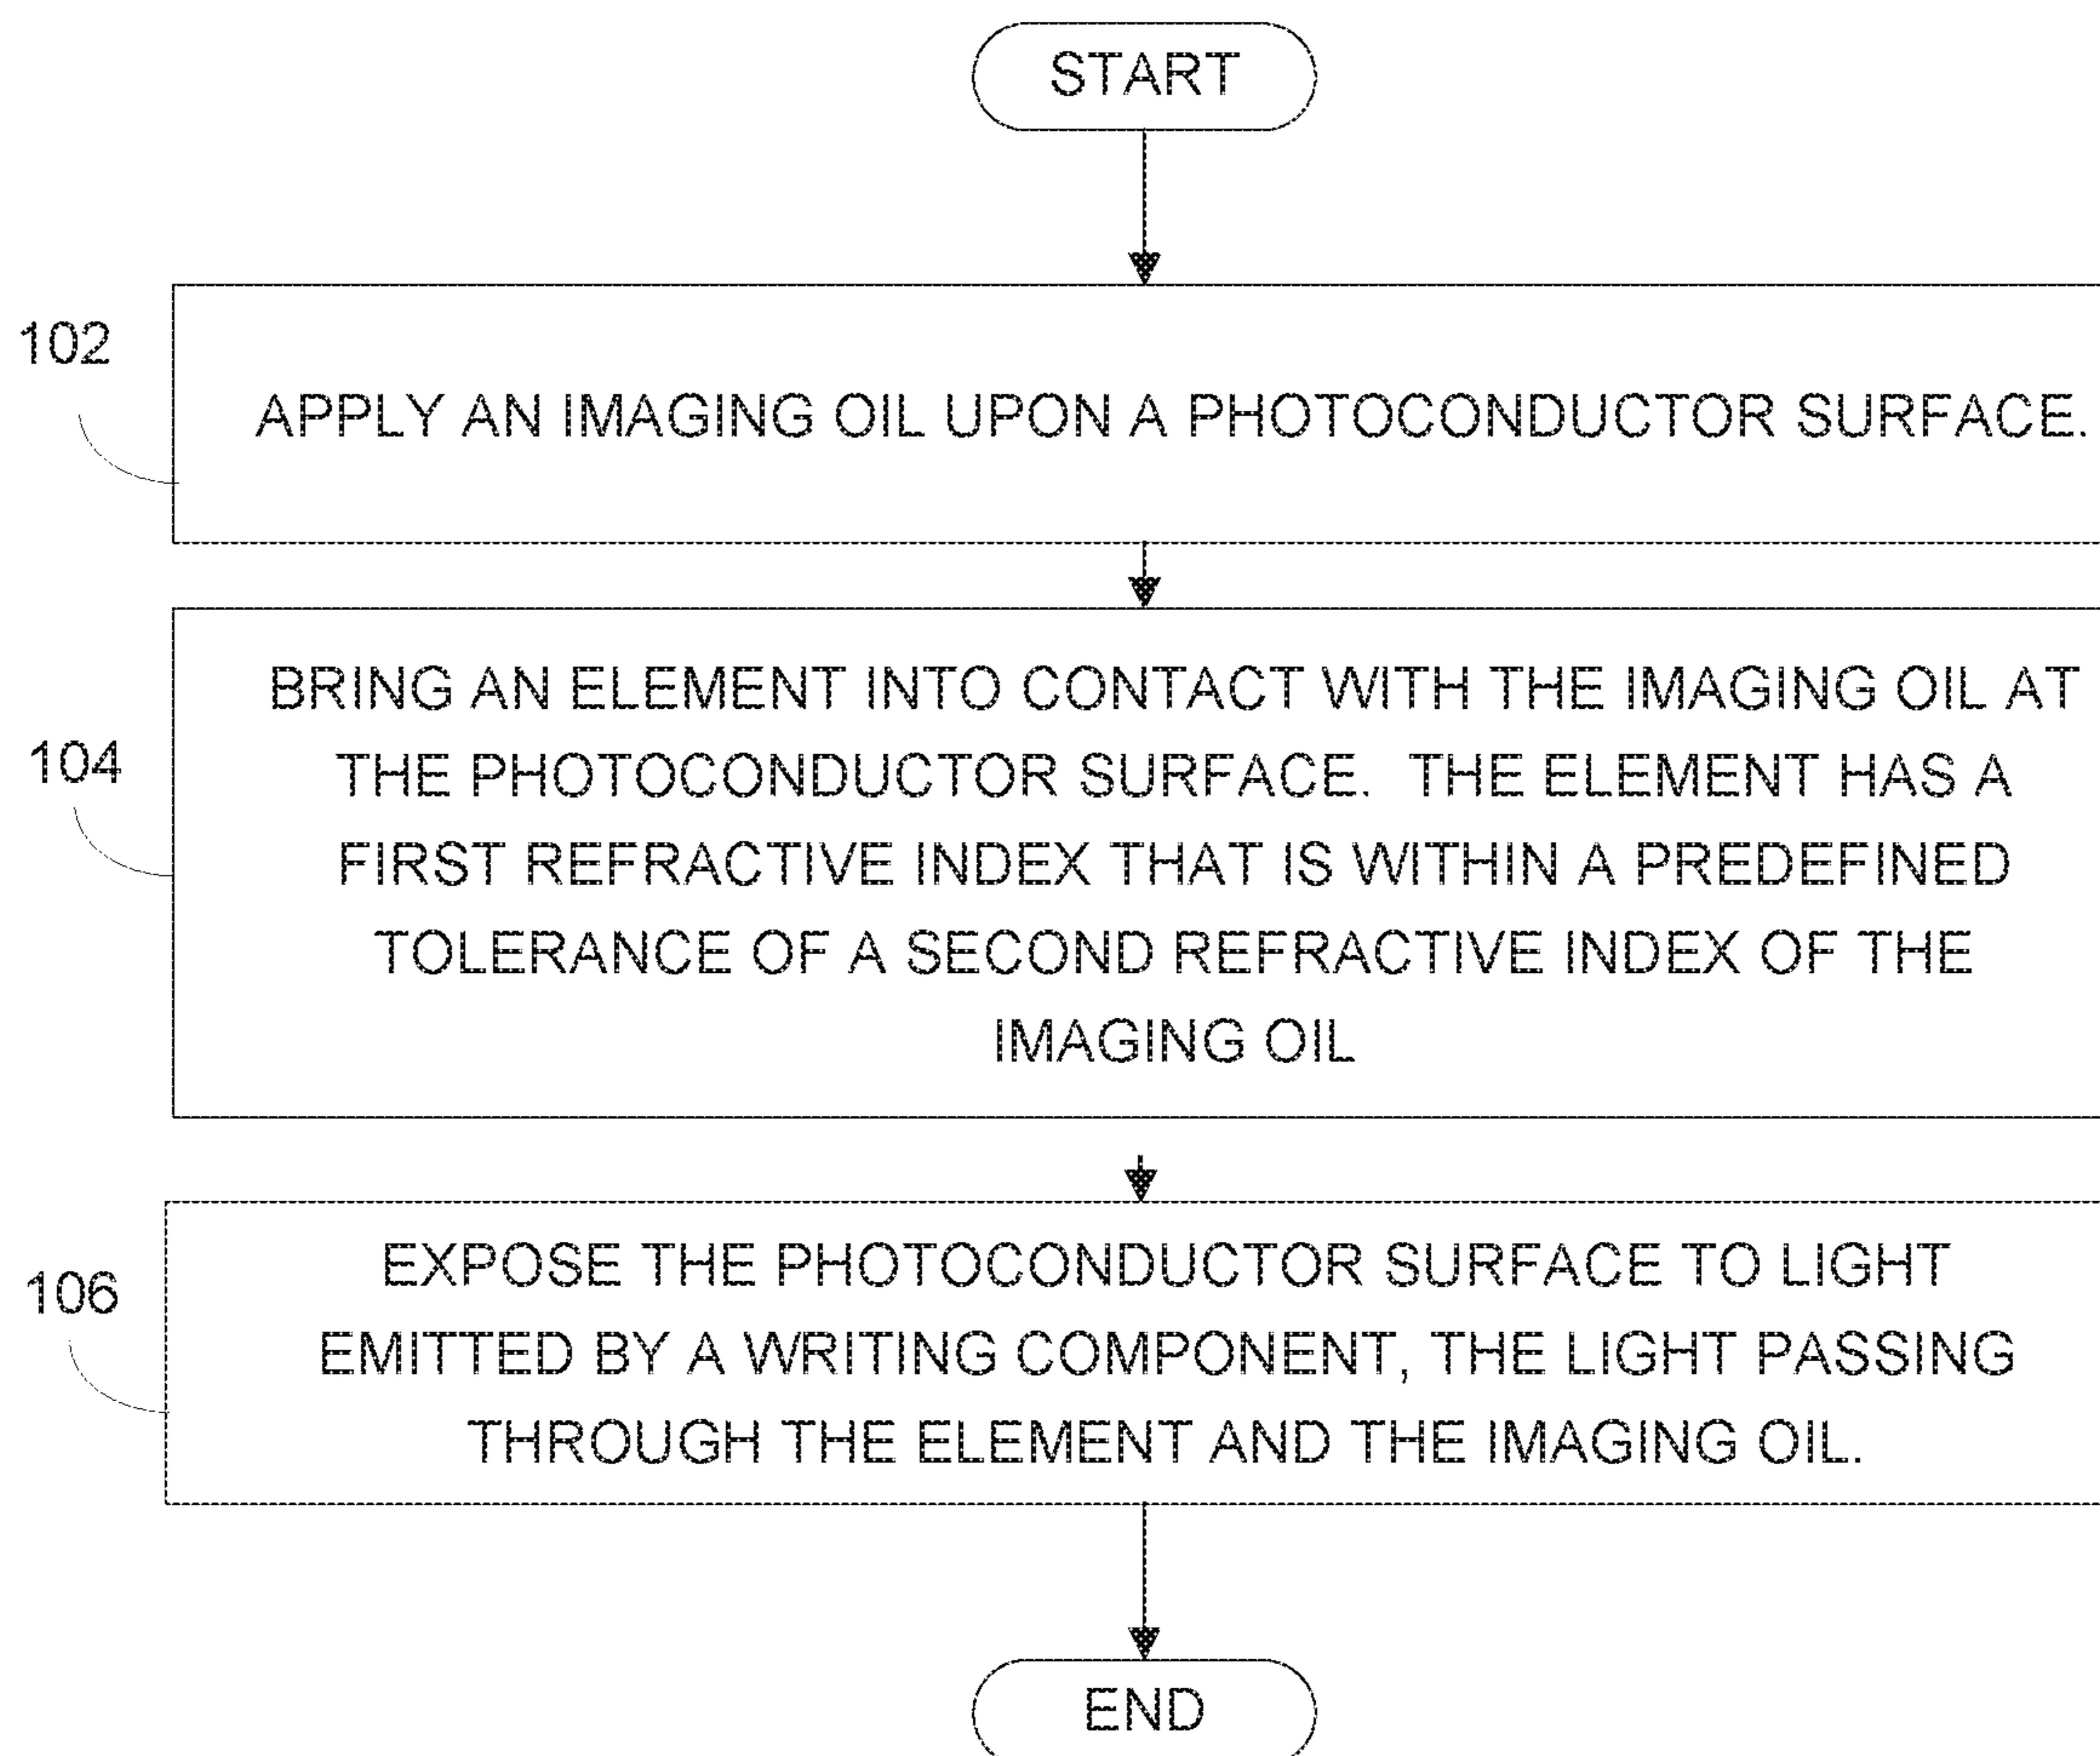 START
102
APPLY AN IMAGING OIL UPON A PHOTOCONDUCTOR SURFACE.
BRING AN ELEMENT INTO CONTACT WITH THE IMAGING OIL AT
104
THE PHOTOCONDUCTOR SURFACE. THE ELEMENT HAS A
FIRST REFRACTIVE INDEX THAT IS WITHIN A PREDEFINED
TOLERANCE OF A SECOND REFRACTIVE INDEX OF THE
IMAGING OIL
EXPOSE THE PHOTOCONDUCTOR SURFACE TO LIGHT
106
EMITTED BY A WRITING COMPONENT, THE LIGHT PASSING
THROUGH THE ELEMENT AND THE IMAGING OIL.
END